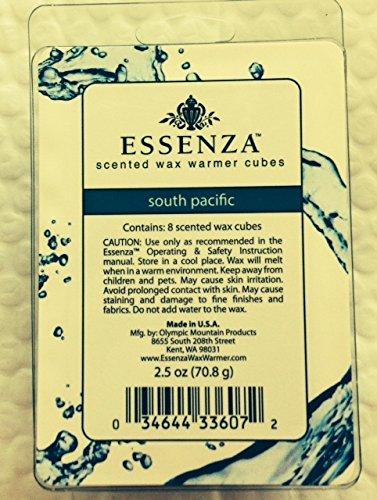 ESSENZA™
scented wax warmer cubes
south pacific
Contains: 8 scented wax cubes
CAUTION: Use only as recommended in the
Essenza™ Operating & Safety Instruction
manual. Store in a cool place. Wax will
melt when in a warm environment. Keep away from
children and pets. May cause skin irritation.
Avoid prolonged contact with skin. May cause
staining and damage to fine finishes and
fabrics. Do not add water to the wax.
Made in U.S.A.
Mfg. by: Olympic Mountain Products
8655 South 208th Street
Kent, WA 98031
www.EssenzaWaxWarmer.com
2.5 oz (70.8 g)
0 34644 33607 2